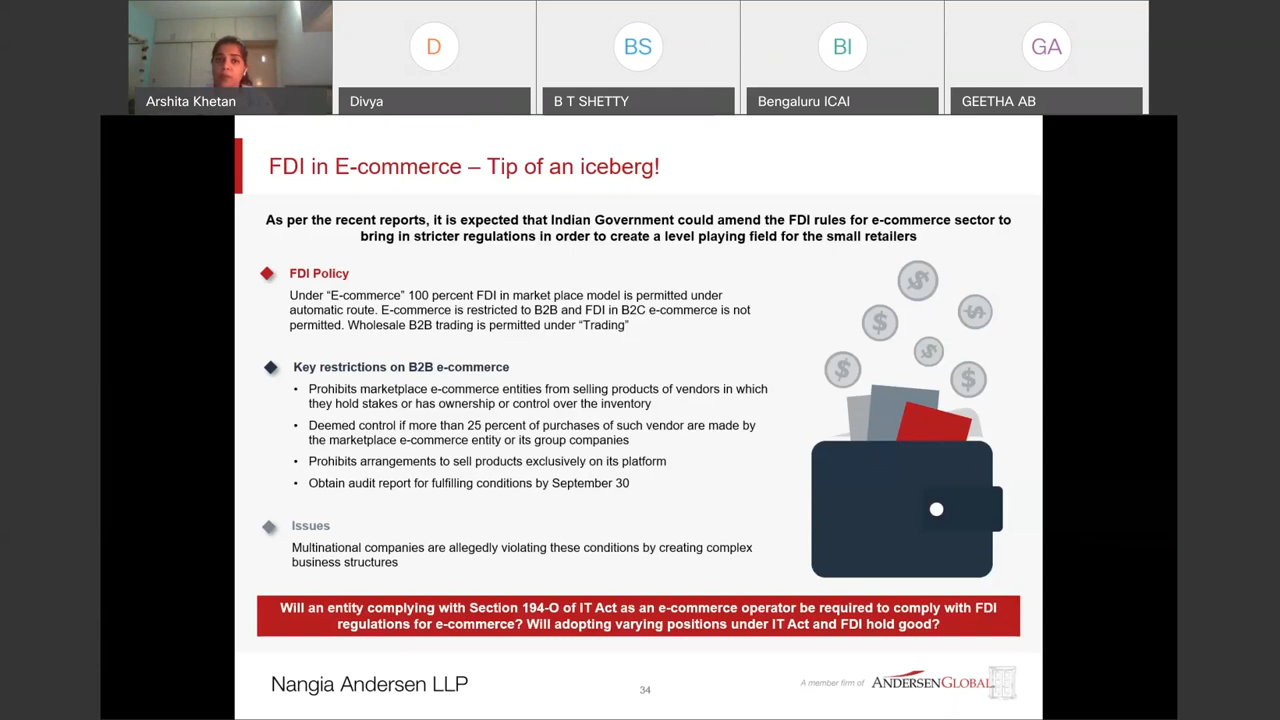 D
BS
BI
GA
Arshita Khetan
Divya
B T SHETTY
Bengaluru ICAI
GEETHA AB
FDI in E-commerce – Tip of an iceberg!
As per the recent reports, it is expected that Indian Government could amend the FDI rules for e-commerce sector to
bring in stricter regulations in order to create a level playing field for the small retailers
FDI Policy
Under “E-commerce” 100 percent FDI in market place model is permitted under
automatic route. E-commerce is restricted to B2B and FDI in B2C e-commerce is not
permitted. Wholesale B2B trading is permitted under “Trading”
Key restrictions on B2B e-commerce
• Prohibits marketplace e-commerce entities from selling products of vendors in which
they hold stakes or has ownership or control over the inventory
• Deemed control if more than 25 percent of purchases of such vendor are made by
the marketplace e-commerce entity or its group companies
• Prohibits arrangements to sell products exclusively on its platform
• Obtain audit report for fulfilling conditions by September 30
Issues
Multinational companies are allegedly violating these conditions by creating complex
business structures
$
$
$
$
$
$
Will an entity complying with Section 194-O of IT Act as an e-commerce operator be required to comply with FDI
regulations for e-commerce? Will adopting varying positions under IT Act and FDI hold good?
Nangia Andersen LLP
34
A member firm of
ANDERSEN GLOBAL